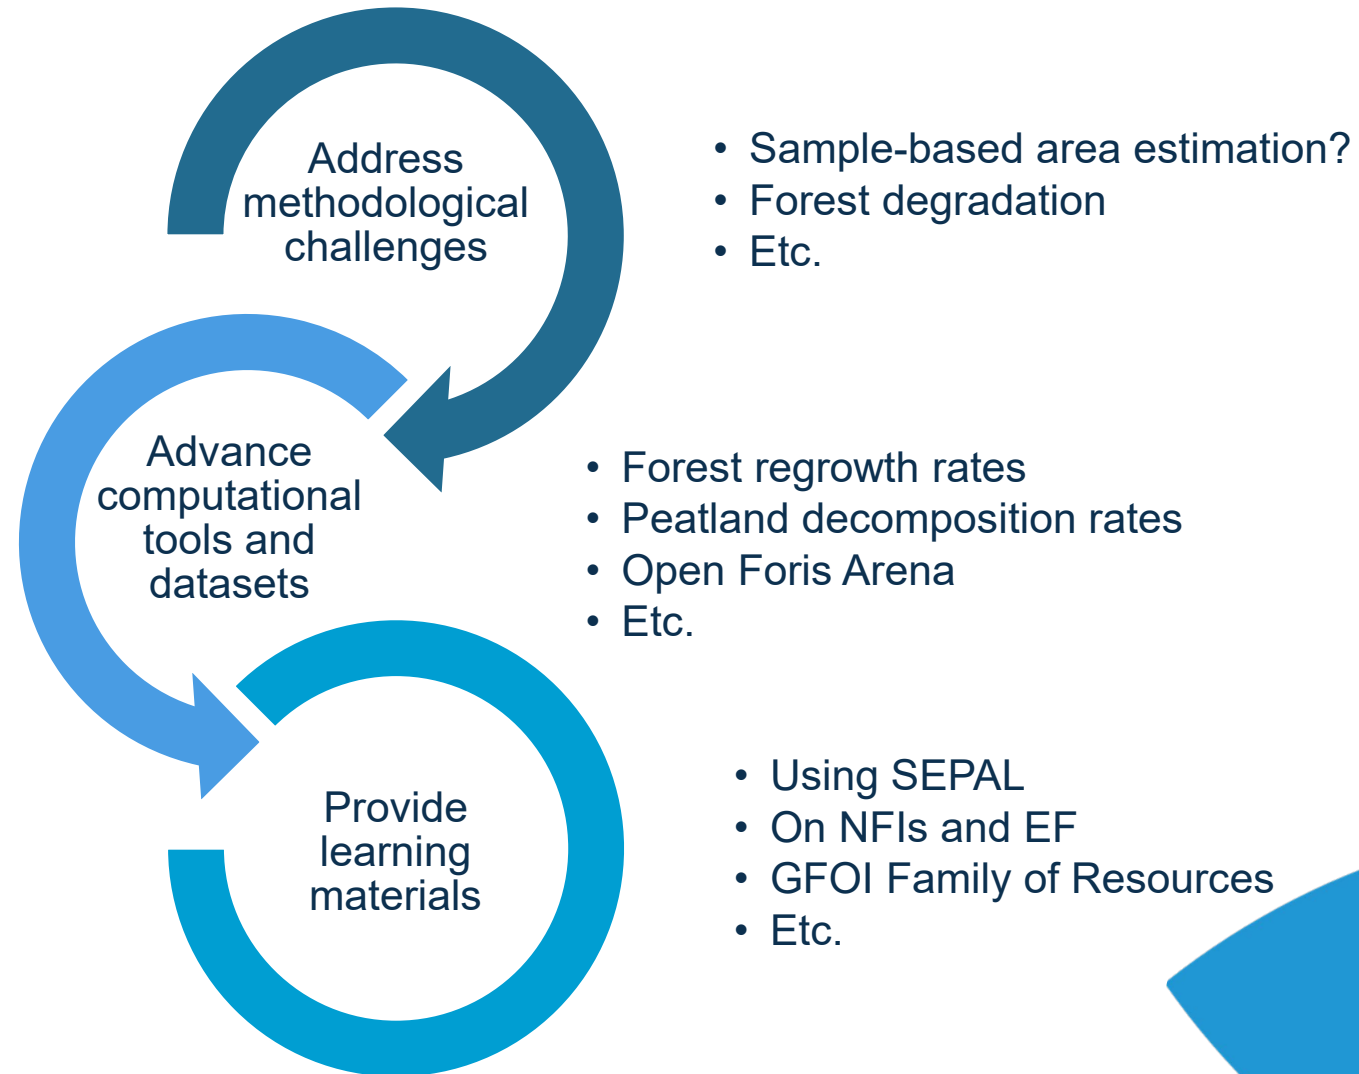 Address
methodological
challenges
• Sample-based area estimation?
• Forest degradation
• Etc.
Advance
computational
tools and
datasets
• Forest regrowth rates
• Peatland decomposition rates
• Open Foris Arena
• Etc.
Provide
learning
materials
• Using SEPAL
• On NFIs and EF
• GFOI Family of Resources
• Etc.